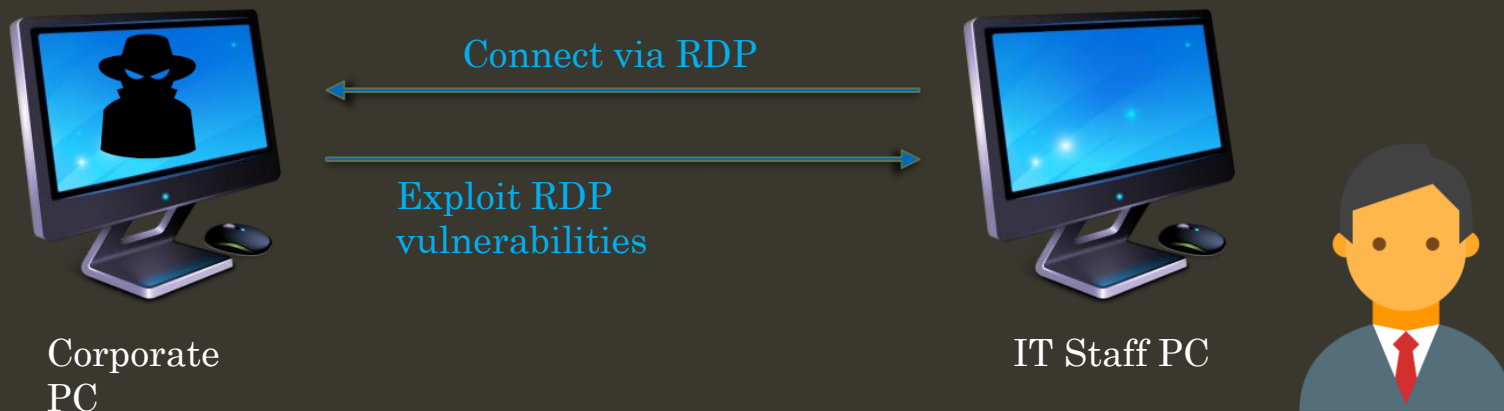 Connect via RDP
Exploit RDP
vulnerabilities
Corporate
PC
IT Staff PC